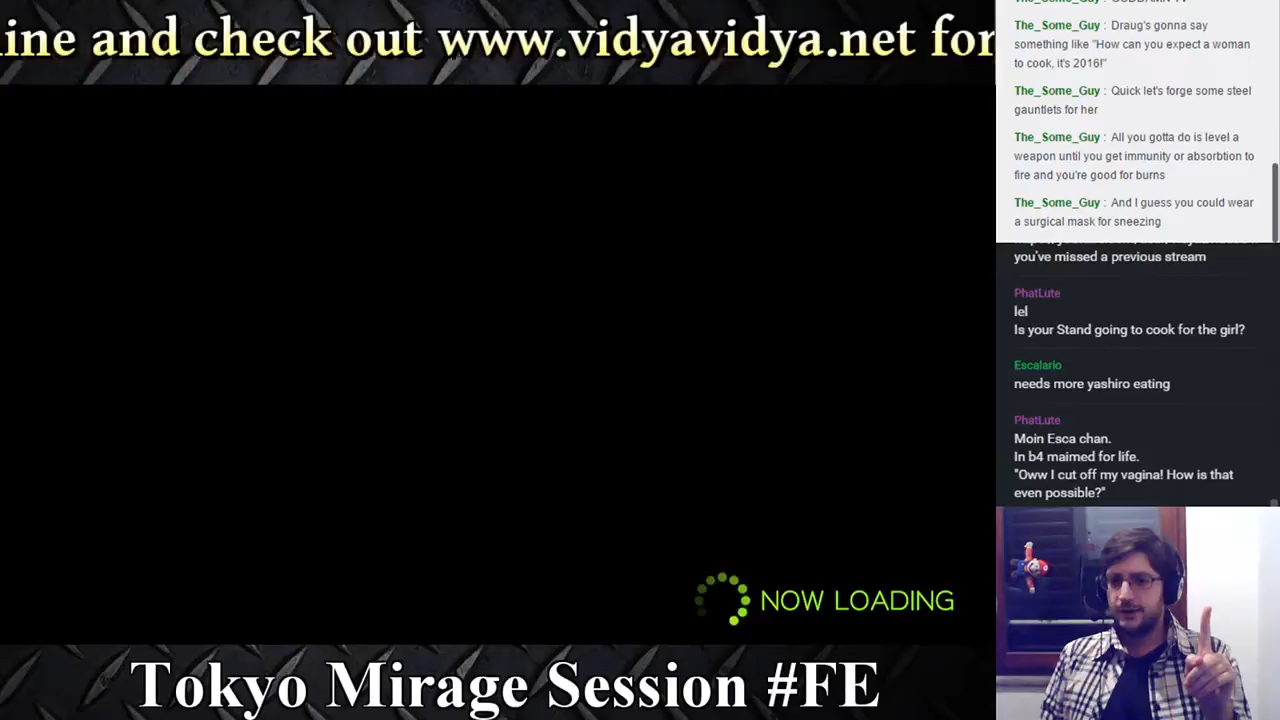 ine and check out www.vidyavidya.net for
The_Some_Guy : Draug's gonna say
something like "How can you expect a woman
to cook, it's 2016!"
The_Some_Guy : Quick let's forge some steel
gauntlets for her
The_Some_Guy : All you gotta do is level a
weapon until you get immunity or absorbtion to
fire and you're good for burns
The_Some_Guy : And I guess you could wear
a surgical mask for sneezing
you've missed a previous stream
PhatLute
lel
Is your Stand going to cook for the girl?
Escalario
needs more yashiro eating
PhatLute
Moin Esca chan.
In b4 maimed for life.
"Oww I cut off my vagina! How is that
even possible?"
NOW LOADING
Tokyo Mirage Session #FE